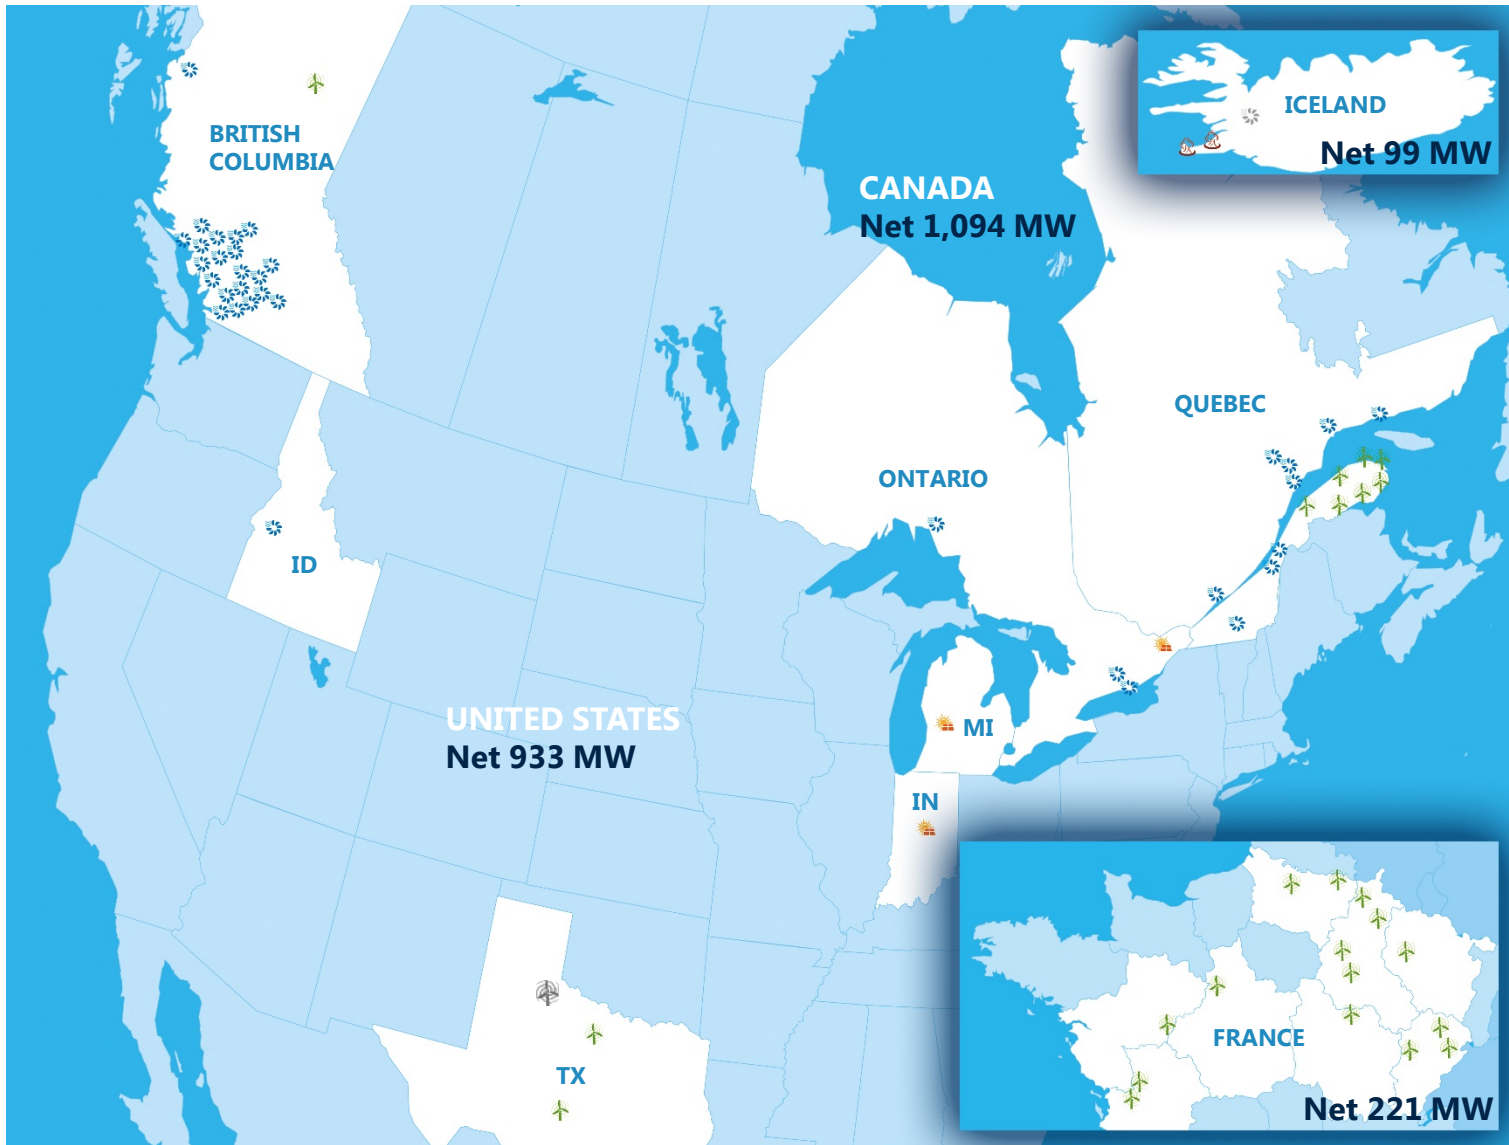 ICELAND
Net 99 MW
BRITISH
COLUMBIA
CANADA
Net 1,094 MW
QUEBEC
ONTARIO
ID
UNITED STATES
Net 933 MW
MI
IN
TX
FRANCE
Net 221 MW